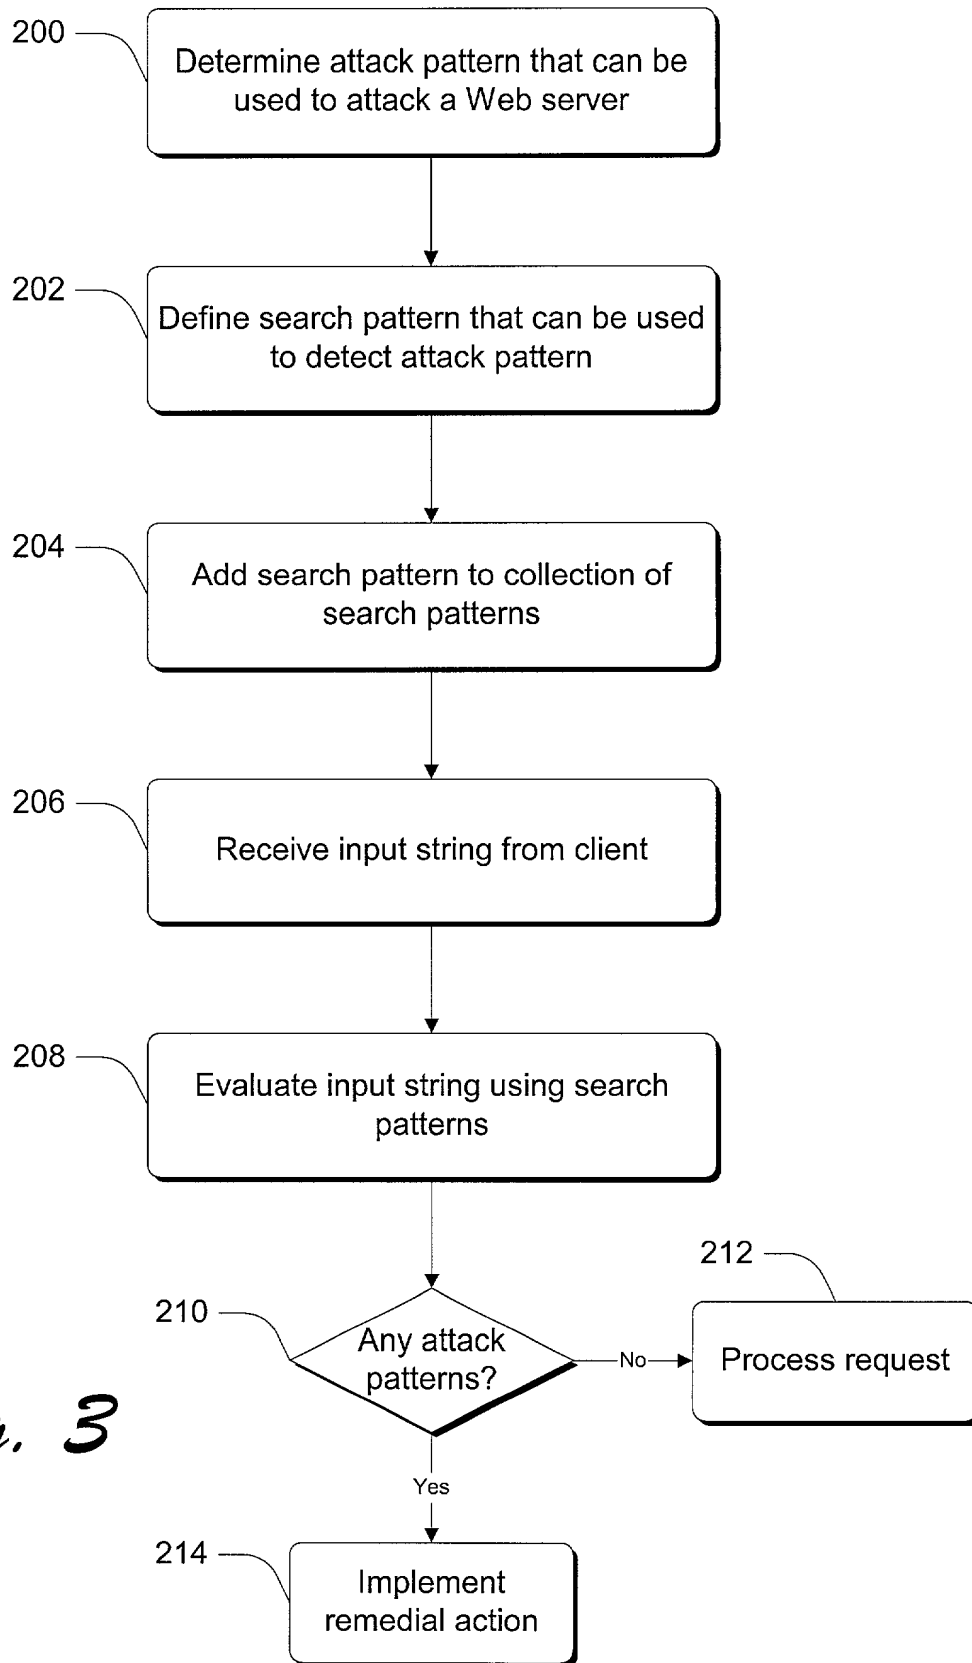 200
Determine attack pattern that can be
used to attack a Web server
202
Define search pattern that can be used
to detect attack pattern
204
Add search pattern to collection of
search patterns
206
Receive input string from client
208
Evaluate input string using search
patterns
212
210
Any attack
patterns?
No
Process request
3
Yes
214
Implement
remedial action